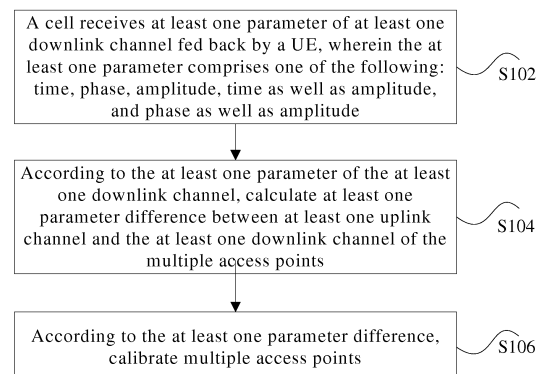 A cell receives at least one parameter of at least one
downlink channel fed back by a UE, wherein the at
least one parameter comprises one of the following:
time, phase, amplitude, time as well as amplitude,
and phase as well as amplitude
S102
According to the at least one parameter of the at least
one downlink channel, calculate at least one
parameter difference between at least one uplink
channel and the at least one downlink channel of the
multiple access points
S104
According to the at least one parameter difference,
calibrate multiple access points
S106